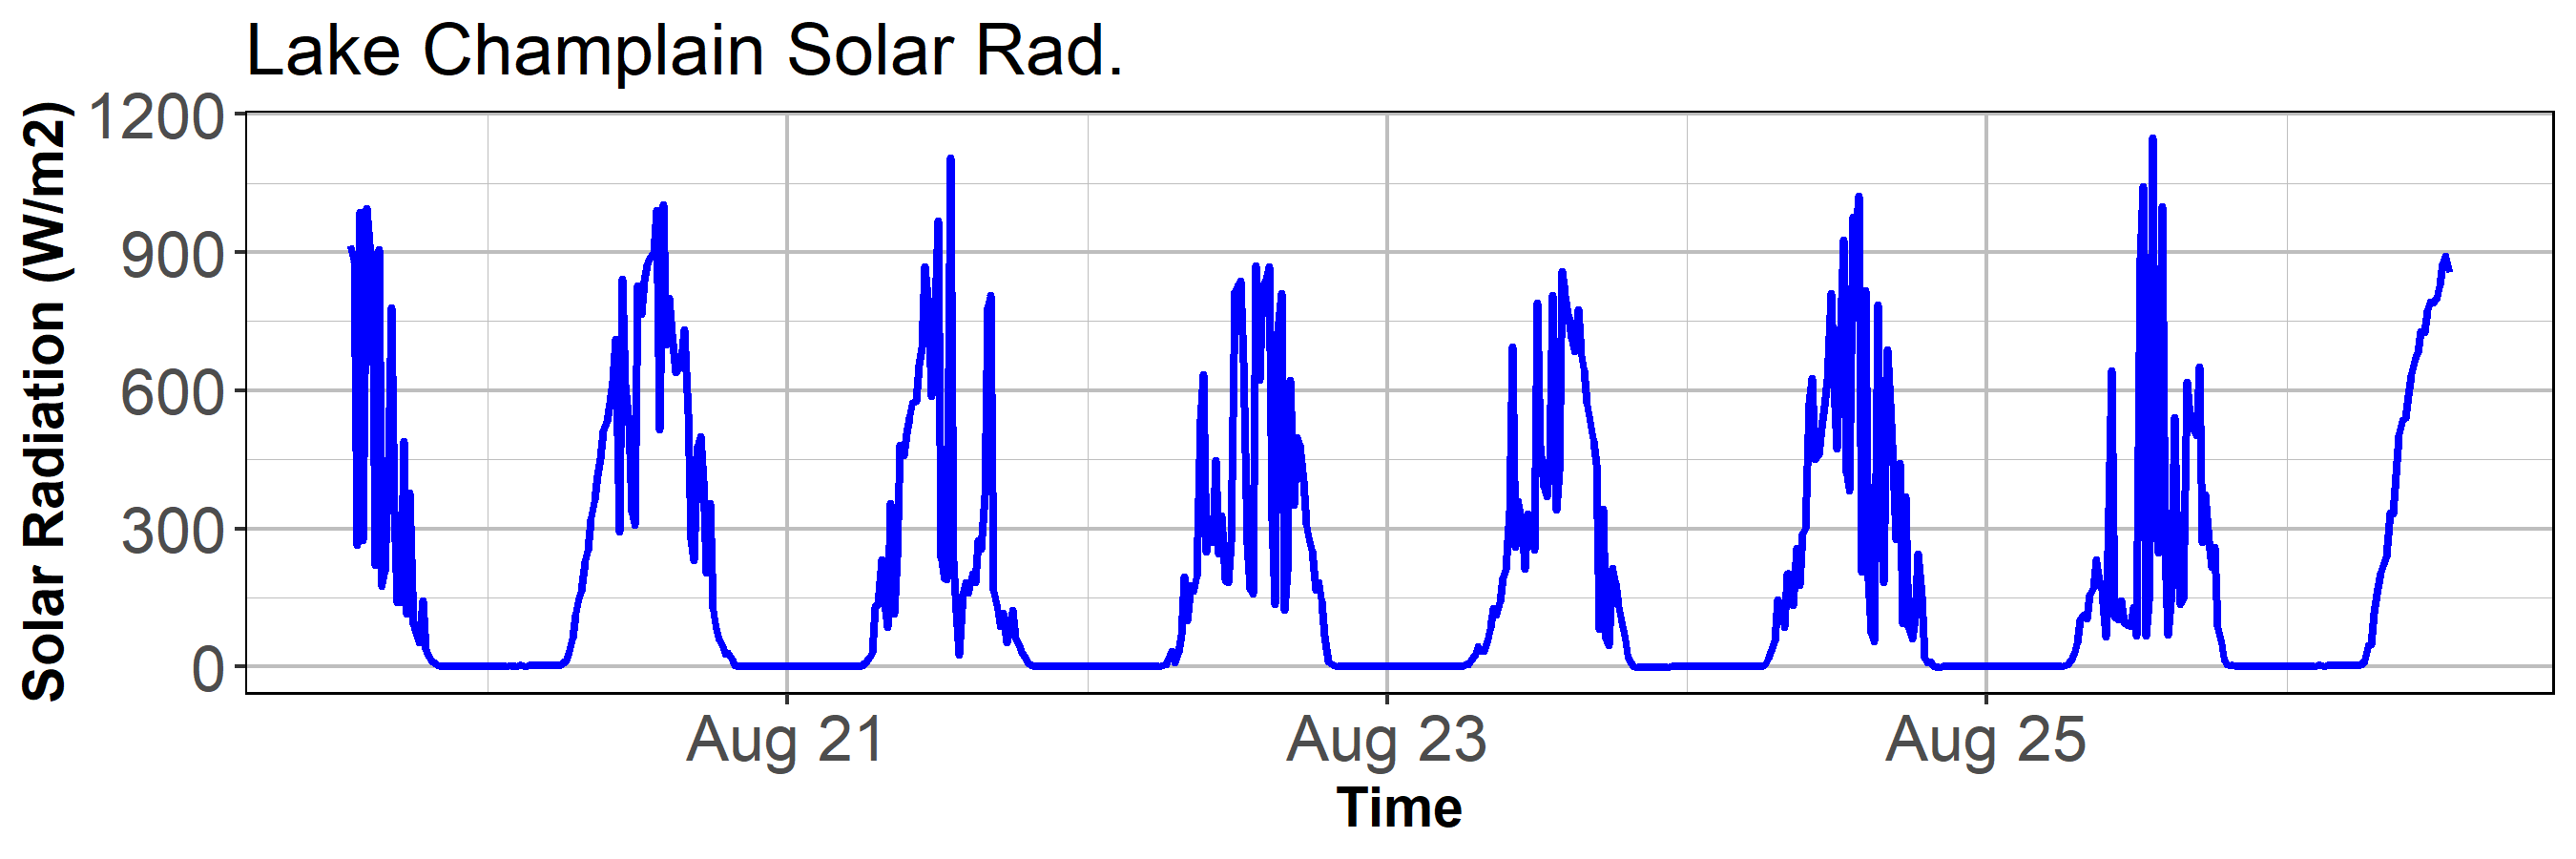 Lake Champlain Solar Rad.
Solar Radiation (W/m2)
1200
900
600
300
0
Aug 21 Aug 23 Aug 25
Time